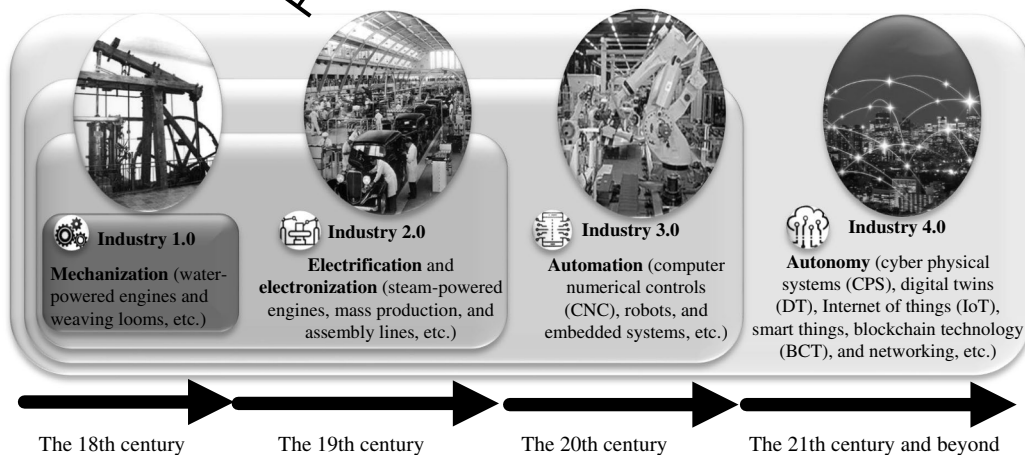 Industry 1.0
Mechanization (water-
powered engines and
weaving looms, etc.)
Industry 2.0
Electrification and
electronization (steam-powered
engines, mass production, and
assembly lines, etc.)
Industry 3.0
Automation (computer
numerical controls
(CNC), robots, and
embedded systems, etc.)
Industry 4.0
Autonomy (cyber physical
systems (CPS), digital twins
(DT), Internet of things (IoT),
smart things, blockchain technology
(BCT), and networking, etc.)
The 18th century
The 19th century
The 20th century
The 21th century and beyond